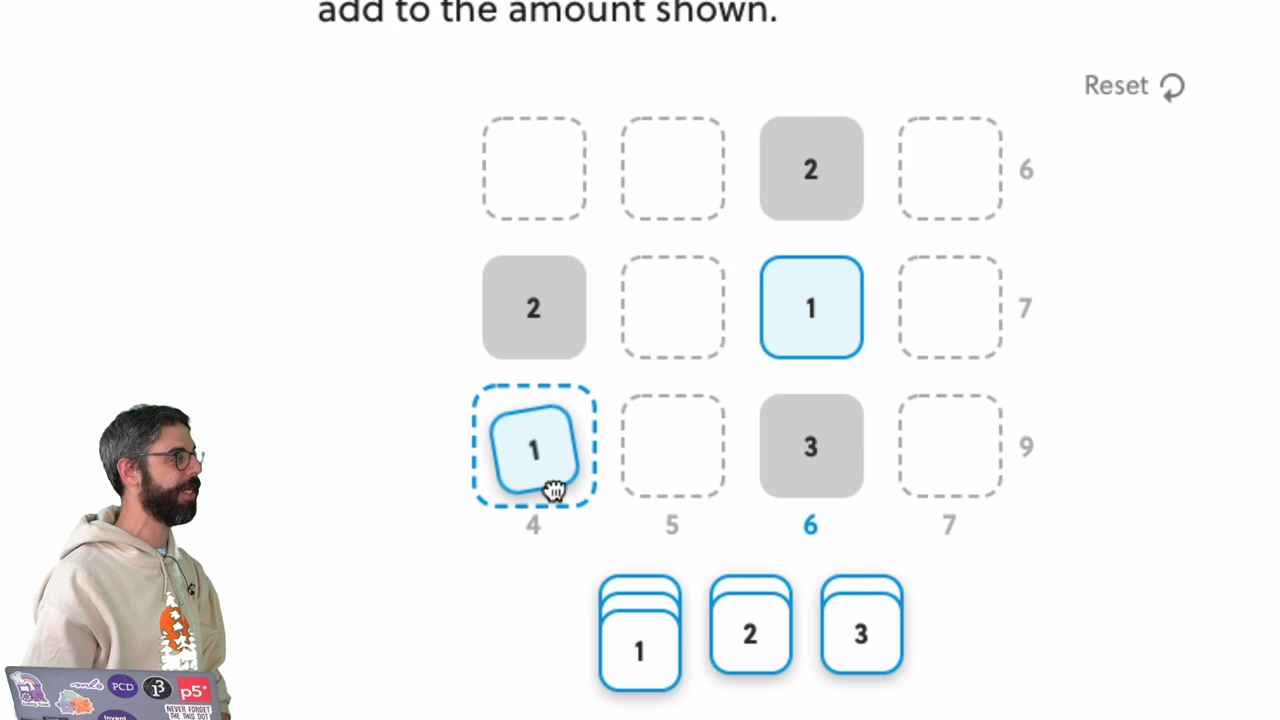 add to the amount shown.
Reset
2 6
2 1 7
1 3 9
4 5 6 7
1 2 3
PCD
p5*
NEVER FORGET
THE THIS DOT